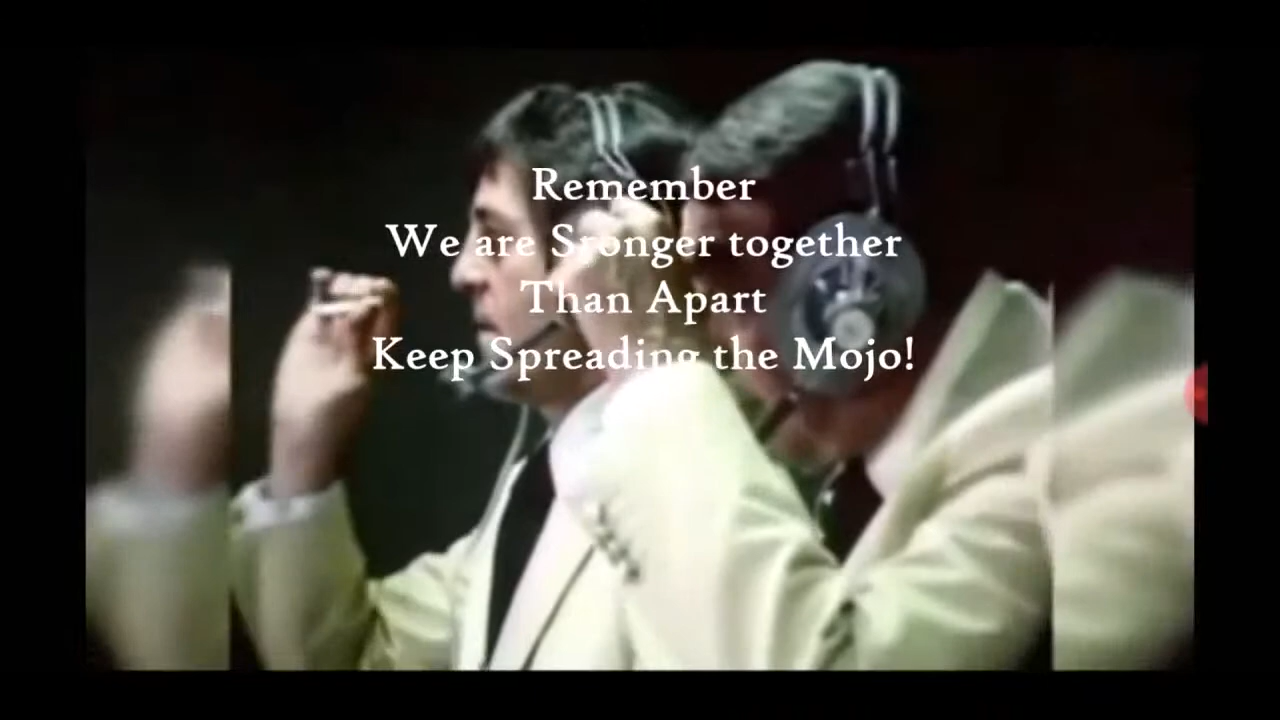 Remember
We are Sronger together
Than Apart
Keep Spreading the Mojo!